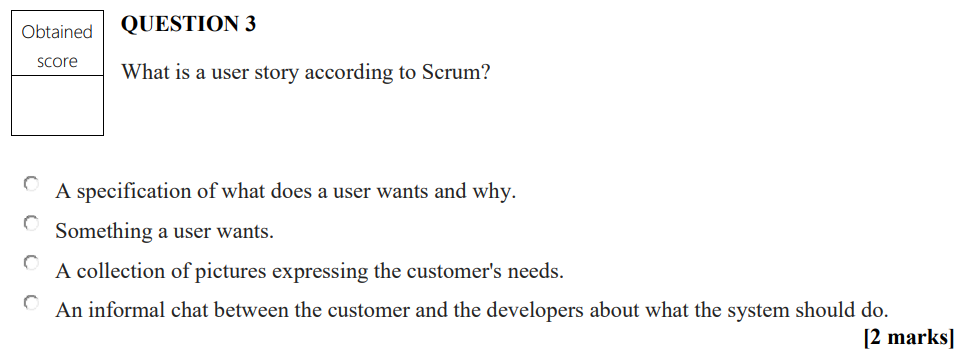 Obtained
score
QUESTION 3
What is a user story according to Scrum?
A specification of what does a user wants and why.
Something a user wants.
A collection of pictures expressing the customer's needs.
An informal chat between the customer and the developers about what the system should do.
[2 marks]